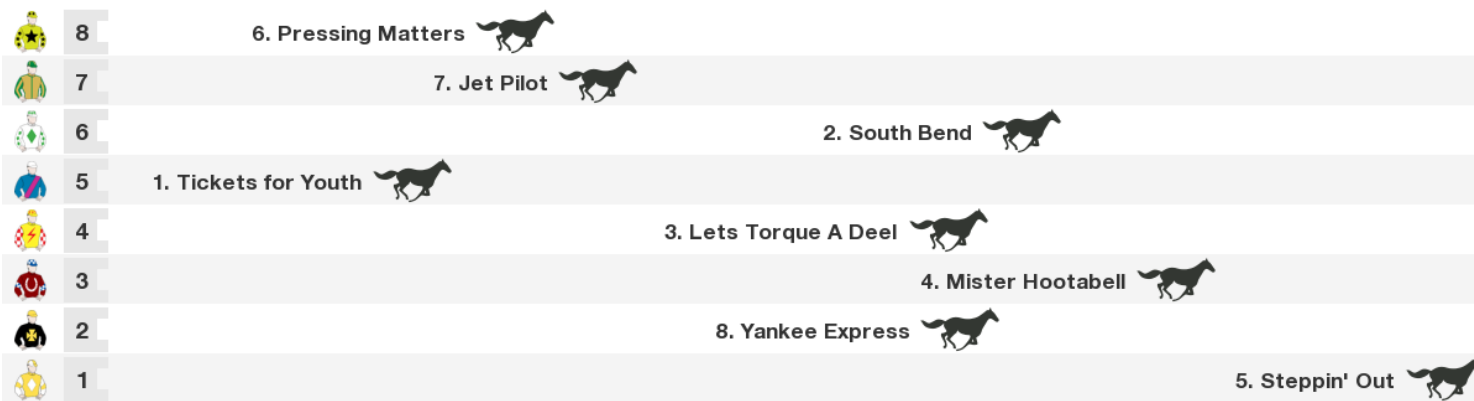 8 6. Pressing Matters
7 7. Jet Pilot
6 2. South Bend
5 1. Tickets for Youth
4 3. Lets Torque A Deel
3 4. Mister Hootabell
2 8. Yankee Express
1 5. Steppin' Out